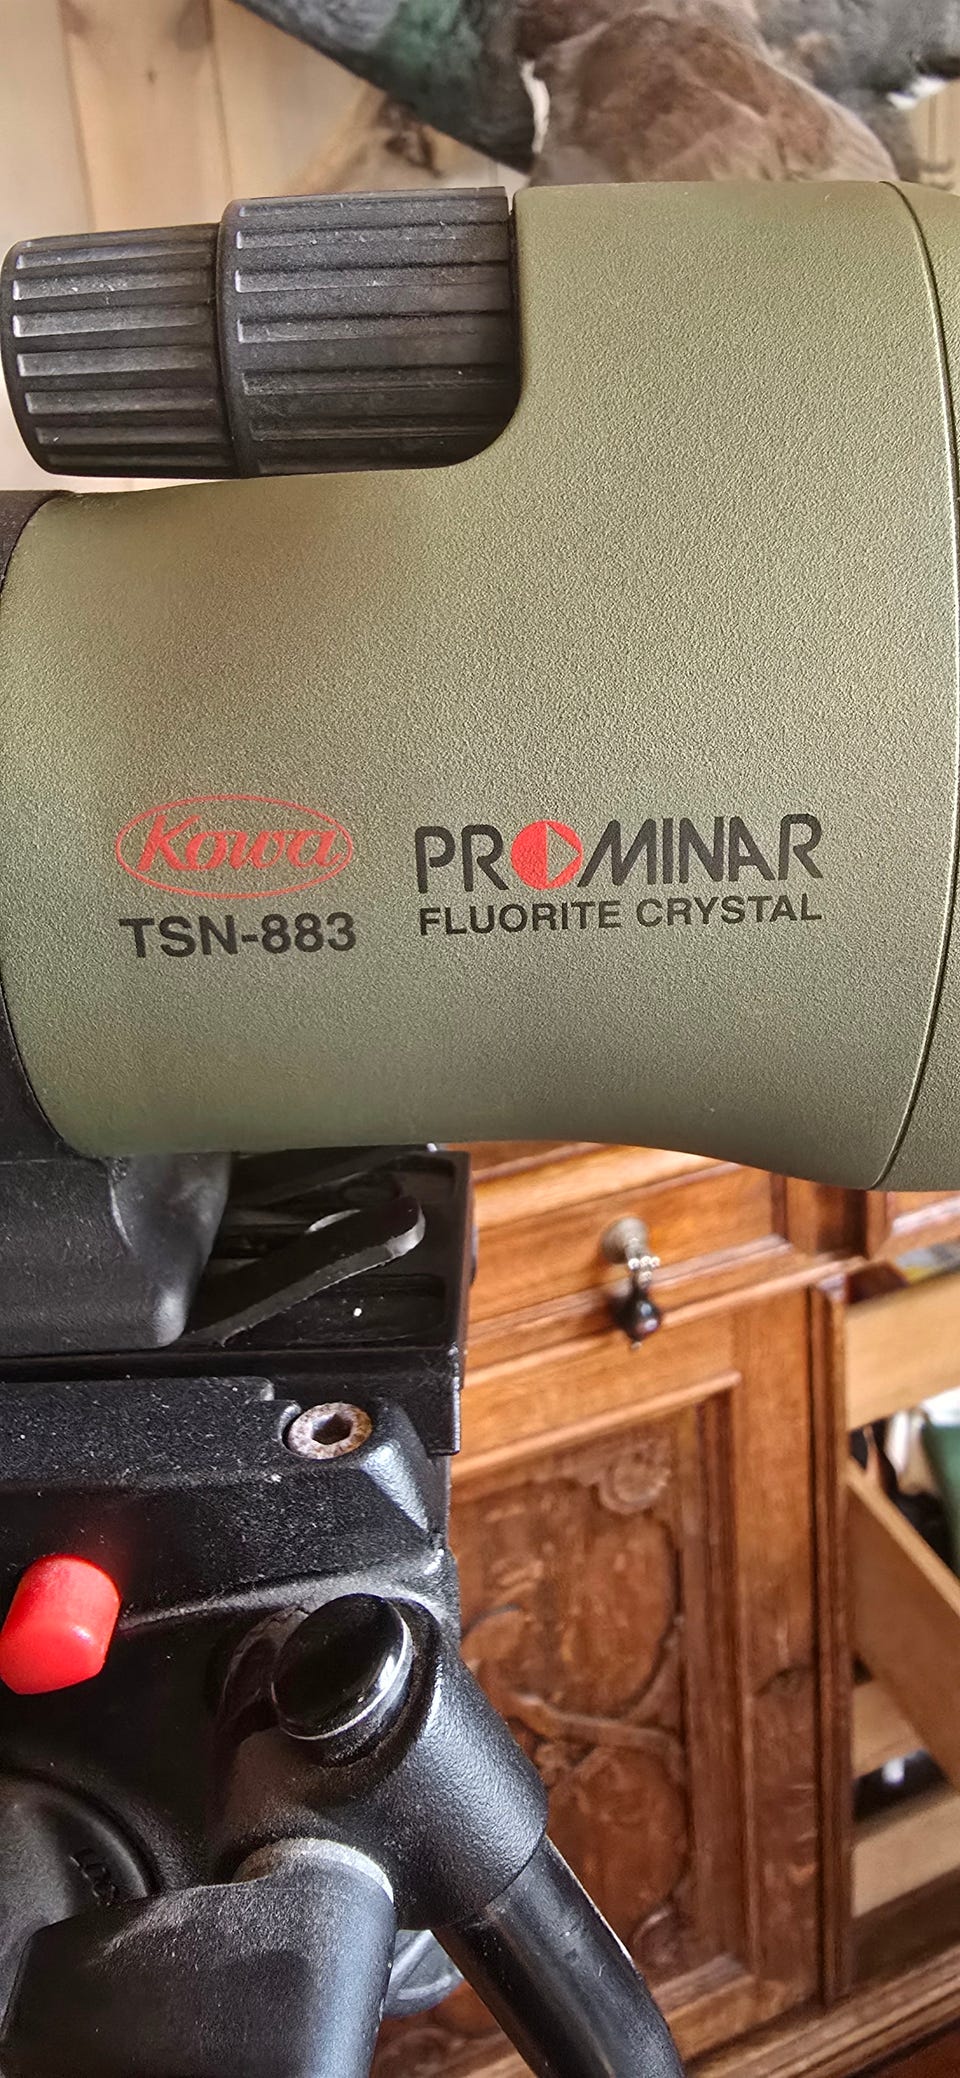 Kowa
TSN-883
PROMINAR
FLUORITE CRYSTAL